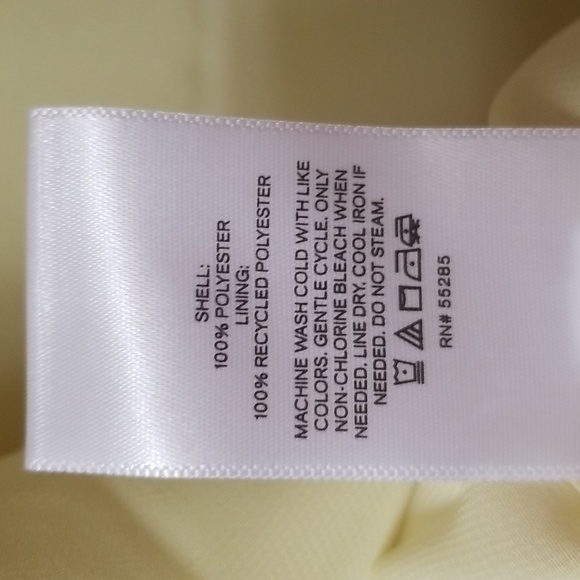 SHELL:
100% POLYESTER
LINING:
100% RECYCLED POLYESTER
MACHINE WASH COLD WITH LIKE
COLORS. GENTLE CYCLE. ONLY
NON-CHLORINE BLEACH WHEN
NEEDED. LINE DRY. COOL IRON IF
NEEDED. DO NOT STEAM.
RN# 55285